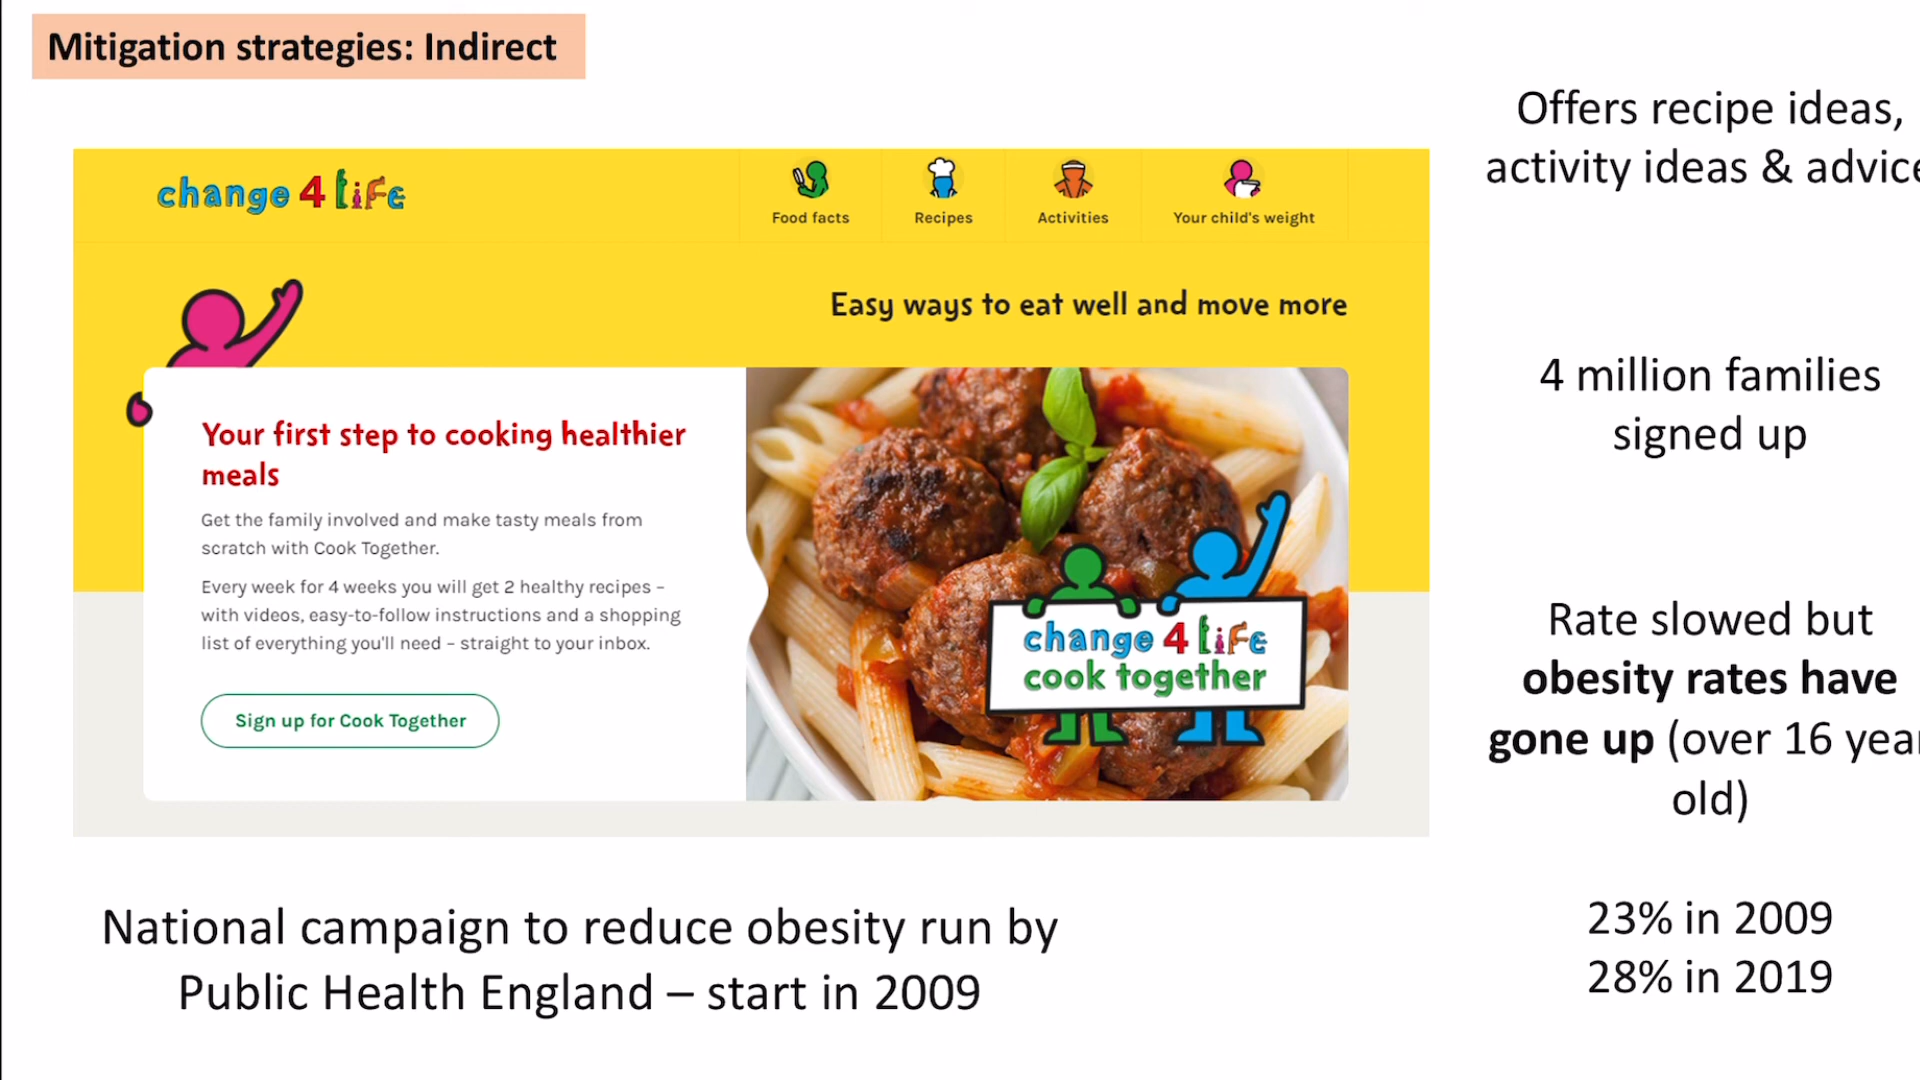 Mitigation strategies: Indirect
change 4 life
Food facts
Recipes
Activities
Your child's weight
Easy ways to eat well and move more
Your first step to cooking healthier
meals
Get the family involved and make tasty meals from
scratch with Cook Together.
Every week for 4 weeks you will get 2 healthy recipes –
with videos, easy-to-follow instructions and a shopping
list of everything you'll need – straight to your inbox.
Sign up for Cook Together
change 4 life
cook together
National campaign to reduce obesity run by
Public Health England – start in 2009
Offers recipe ideas,
activity ideas & advice
4 million families
signed up
Rate slowed but
obesity rates have
gone up (over 16 year
old)
23% in 2009
28% in 2019